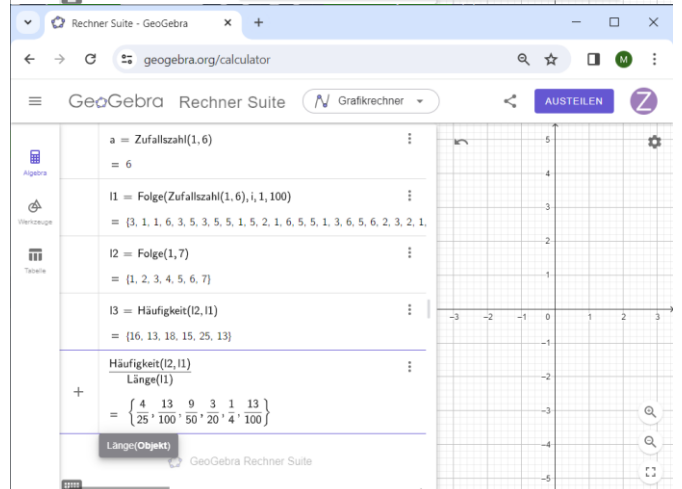 Rechner Suite - GeoGebra
geogebra.org/calculator
M
GeoGebra Rechner Suite
Grafikrechner
AUSTEILEN
Z
Algebra
Werkzeuge
Tabelle
a = Zufallszahl(1, 6)
= 6
l1 = Folge(Zufallszahl(1, 6), i, 1, 100)
= {3, 1, 1, 6, 3, 5, 3, 5, 5, 1, 5, 2, 1, 6, 5, 5, 1, 3, 6, 5, 6, 2, 3, 2, 1,
l2 = Folge(1, 7)
= {1, 2, 3, 4, 5, 6, 7}
l3 = Häufigkeit(l2, l1)
= {16, 13, 18, 15, 25, 13}
Häufigkeit(l2, l1)
Länge(l1)
= {4/25, 13/100, 9/50, 3/20, 1/4, 13/100}
Länge(Objekt)
GeoGebra Rechner Suite
5
4
3
2
1
-3 -2 -1 0 1 2 3
-1
-2
-3
-4
-5